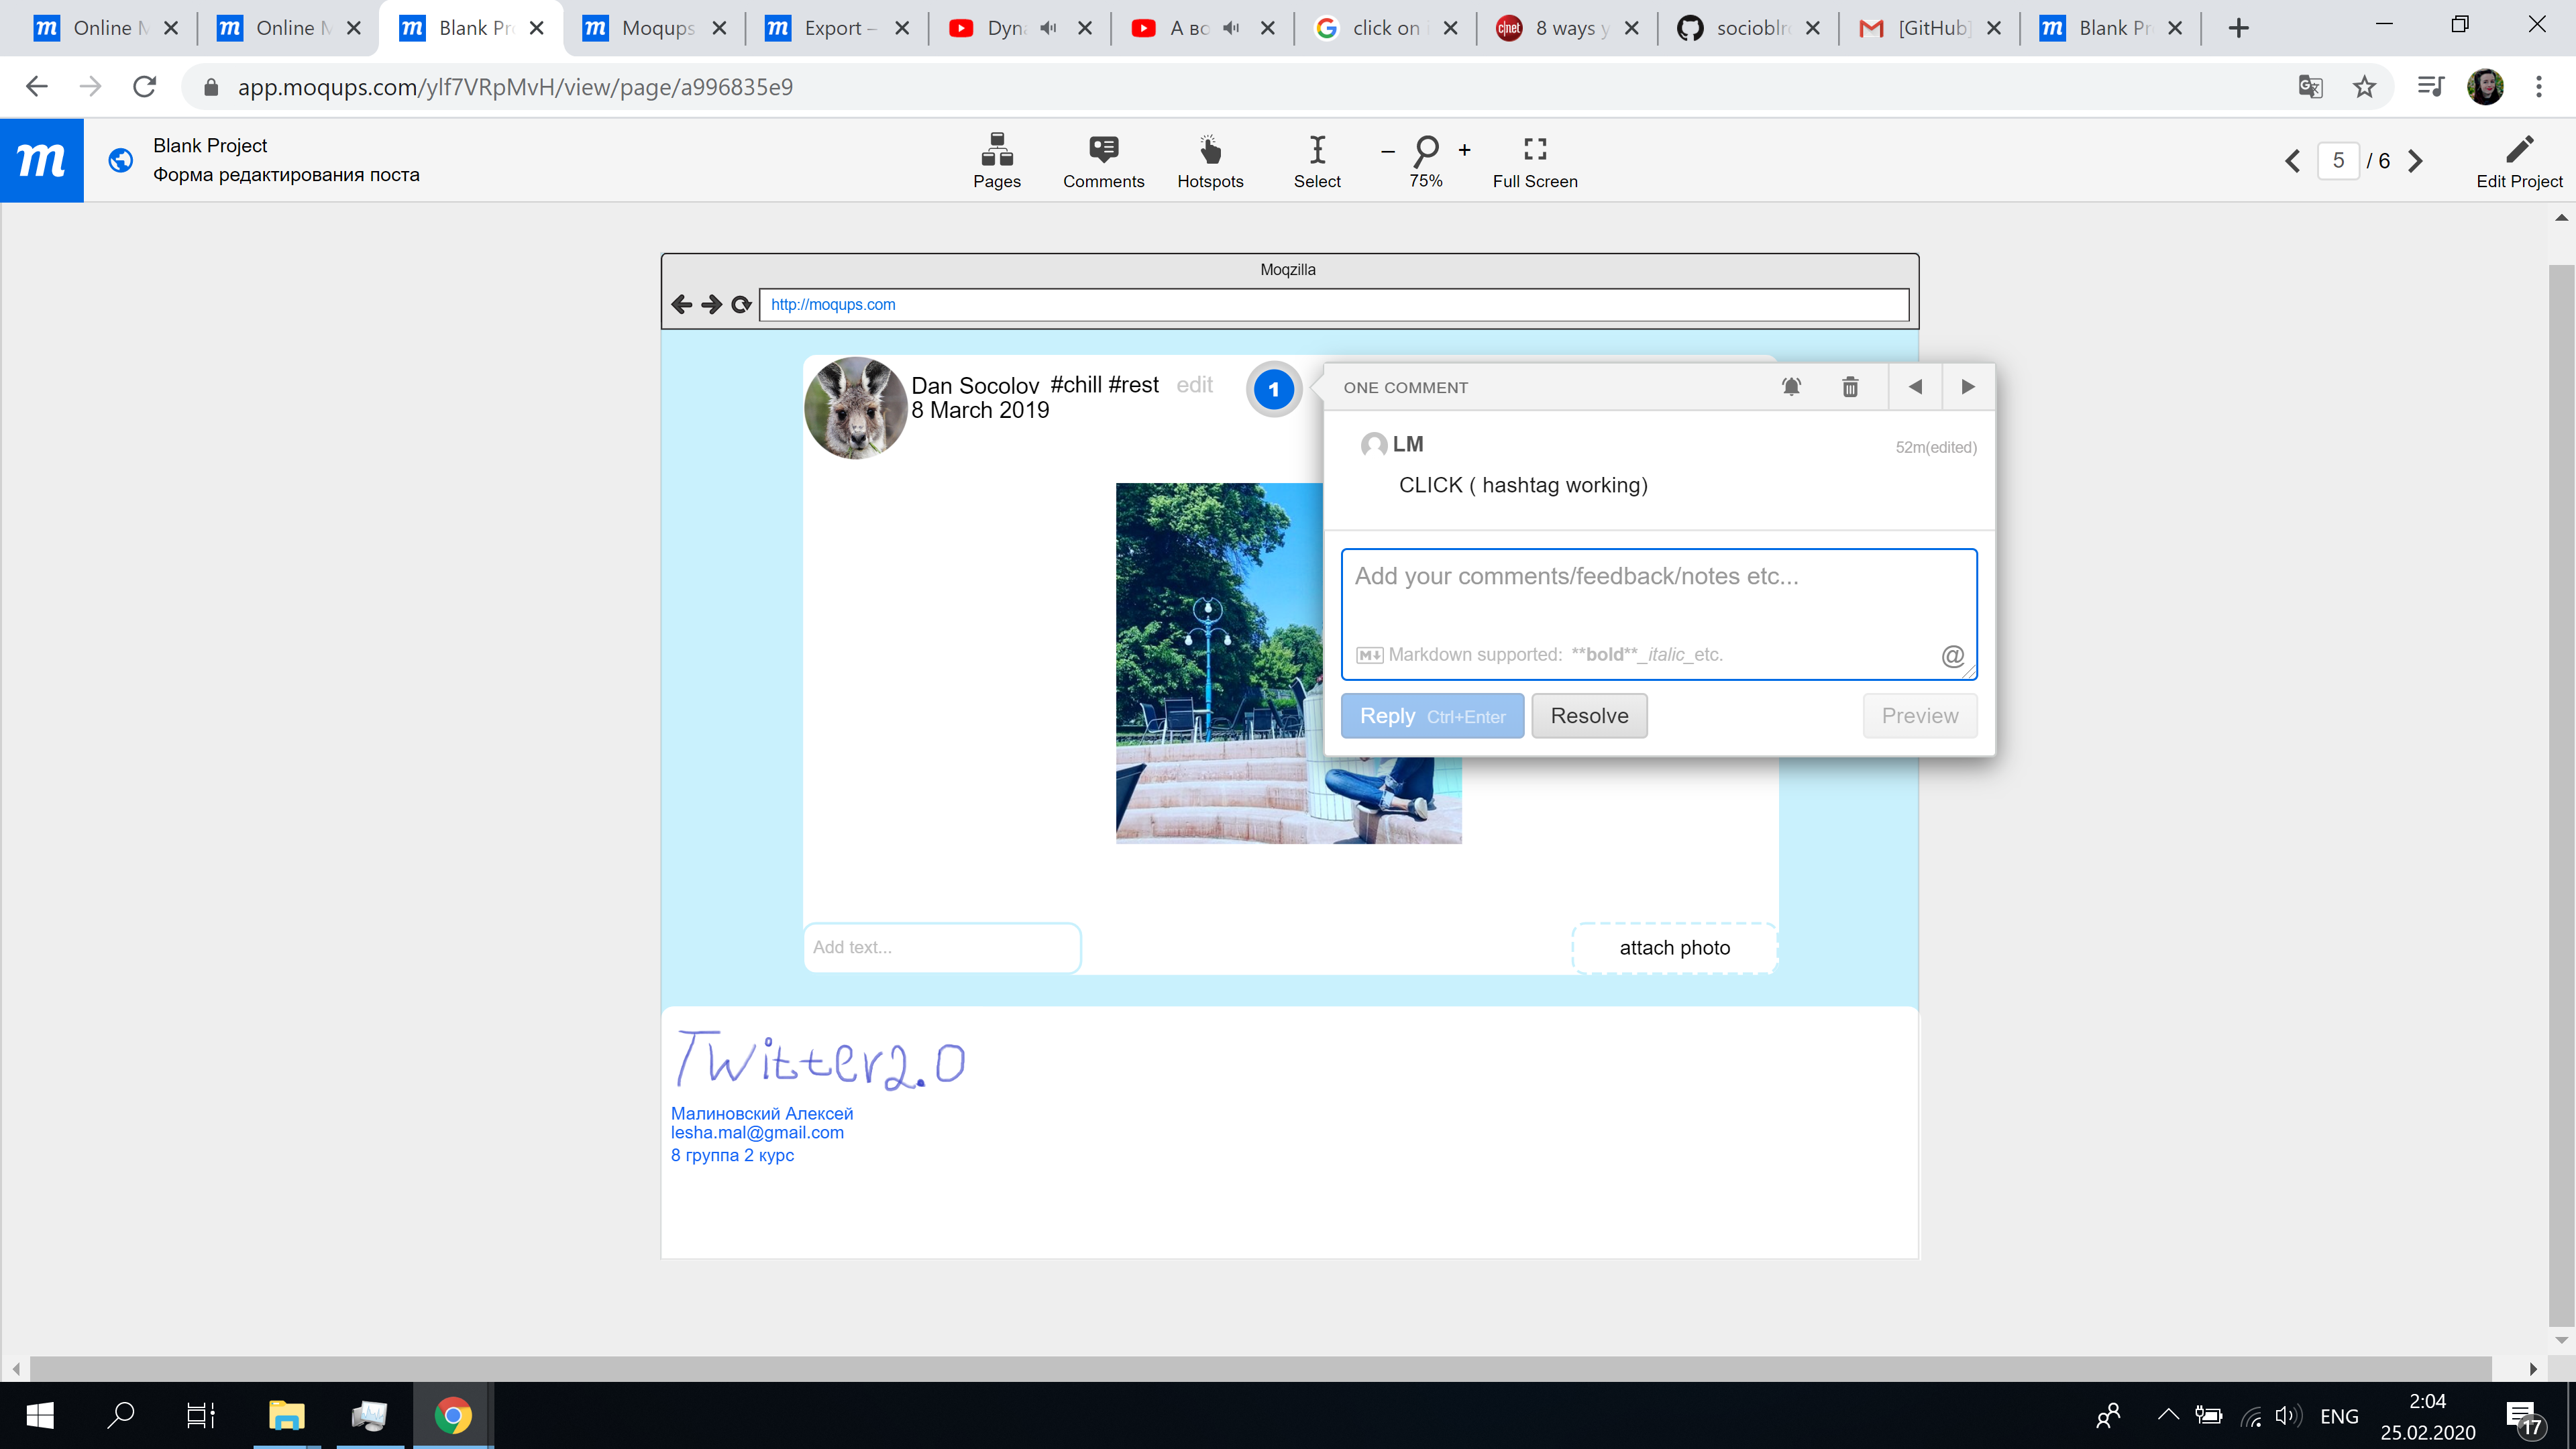 Online
Online
Blank Pr
Moqups
Export –
Dyn
А во
click on
cnet 8 ways y
socioblr
[GitHub]
Blank Pr
app.moqups.com/ylf7VRpMvH/view/page/a996835e9
m
Blank Project
Форма редактирования поста
Pages
Comments
Hotspots
Select
75%
Full Screen
5 / 6
Edit Project
Moqzilla
http://moqups.com
Dan Socolov #chill #rest edit
8 March 2019
1
ONE COMMENT
LM
52m(edited)
CLICK ( hashtag working)
Add your comments/feedback/notes etc...
Markdown supported: **bold**_italic_etc.
@
Reply Ctrl+Enter
Resolve
Preview
Add text...
attach photo
Twitter2.0
Малиновский Алексей
lesha.mal@gmail.com
8 группа 2 курс
ENG
2:04
25.02.2020
17